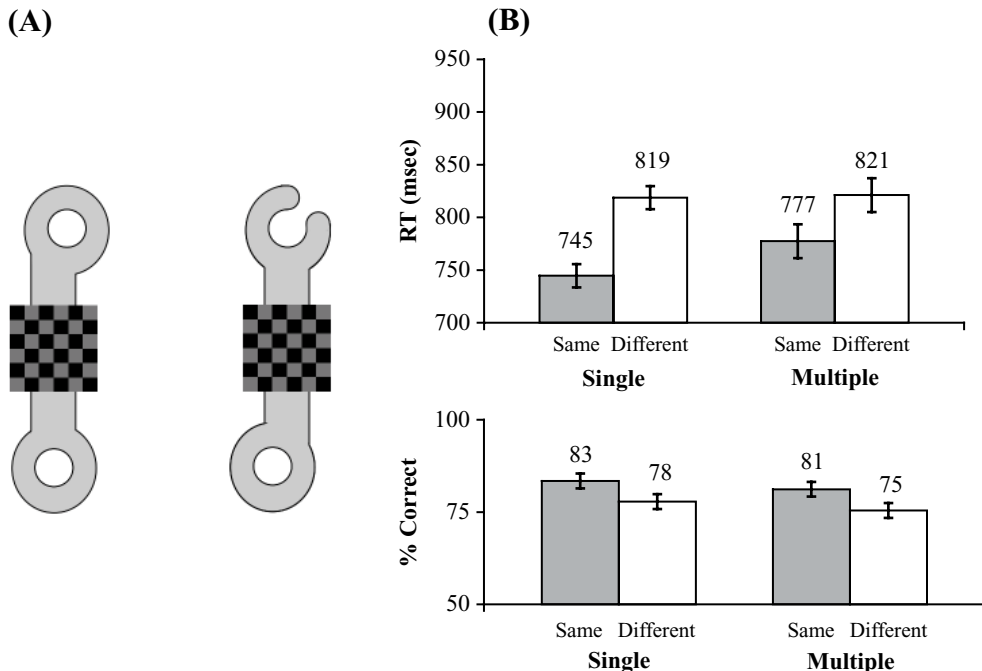 (A)
(B)
950
900
850
800
750
700
RT (msec)
745
819
777
821
Same Different
Same Different
Single
Multiple
100
75
50
% Correct
83
78
81
75
Same Different
Same Different
Single
Multiple